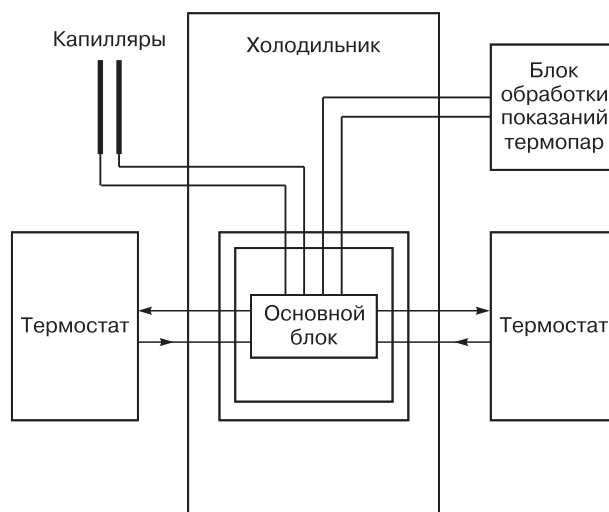 Капилляры
Холодильник
Блок
обработки
показаний
термопар
Термостат
Основной
блок
Термостат